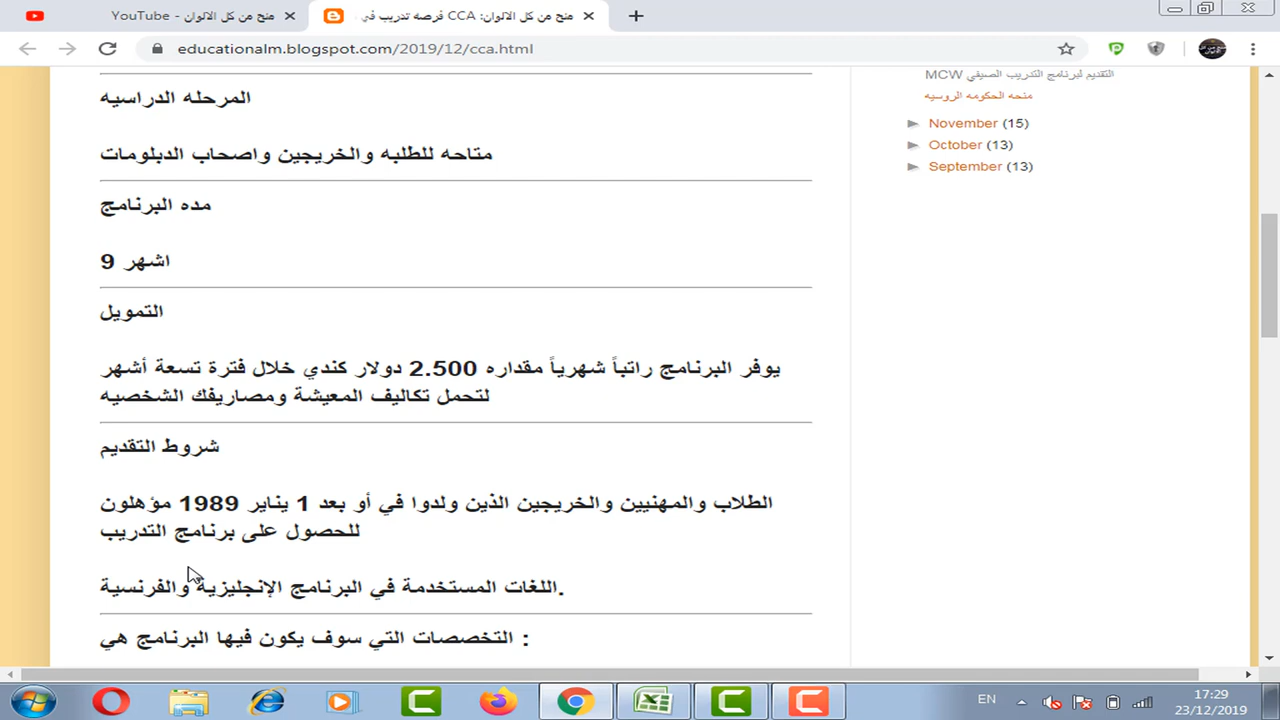 منح من كل الالوان - YouTube
منح من كل الالوان: CCA فرصه تدريب في
educationalm.blogspot.com/2019/12/cca.html
المرحله الدراسيه
متاحه للطلبه والخريجين واصحاب الدبلومات
مده البرنامج
9 اشهر
التمويل
يوفر البرنامج راتباً شهرياً مقداره 2.500 دولار كندي خلال فترة تسعة أشهر
لتحمل تكاليف المعيشة ومصاريفك الشخصيه
شروط التقديم
الطلاب والمهنيين والخريجين الذين ولدوا في أو بعد 1 يناير 1989 مؤهلون
للحصول على برنامج التدريب
اللغات المستخدمة في البرنامج الإنجليزية والفرنسية.
التخصصات التي سوف يكون فيها البرنامج هي :
التقديم لبرنامج التدريب الصيفي MCW
منحه الحكومه الروسيه
November (15)
October (13)
September (13)
EN
17:29
23/12/2019